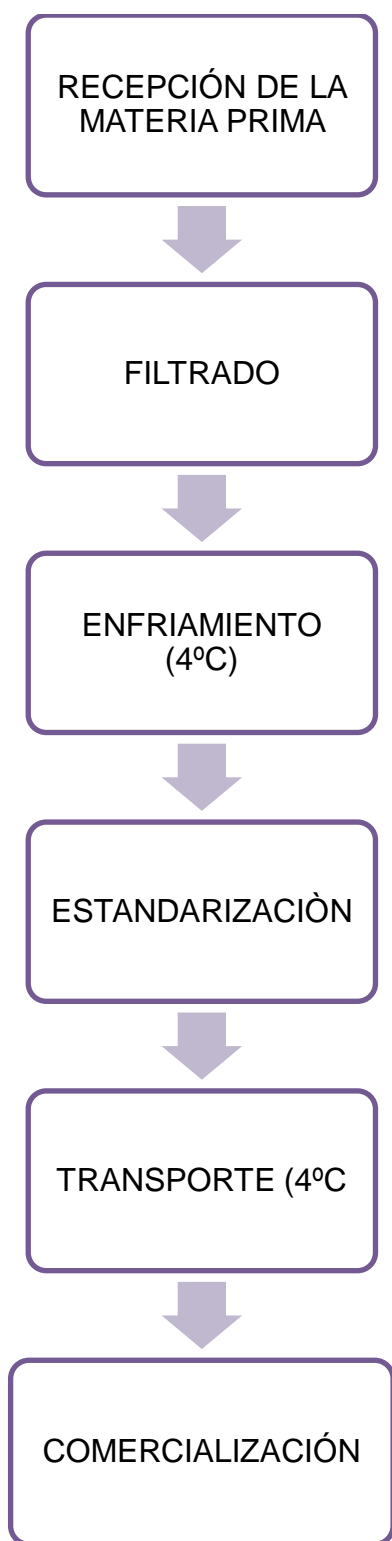 RECEPCIÓN DE LA
MATERIA PRIMA
FILTRADO
ENFRIAMIENTO
(4ºC)
ESTANDARIZACIÒN
TRANSPORTE (4ºC
COMERCIALIZACIÓN